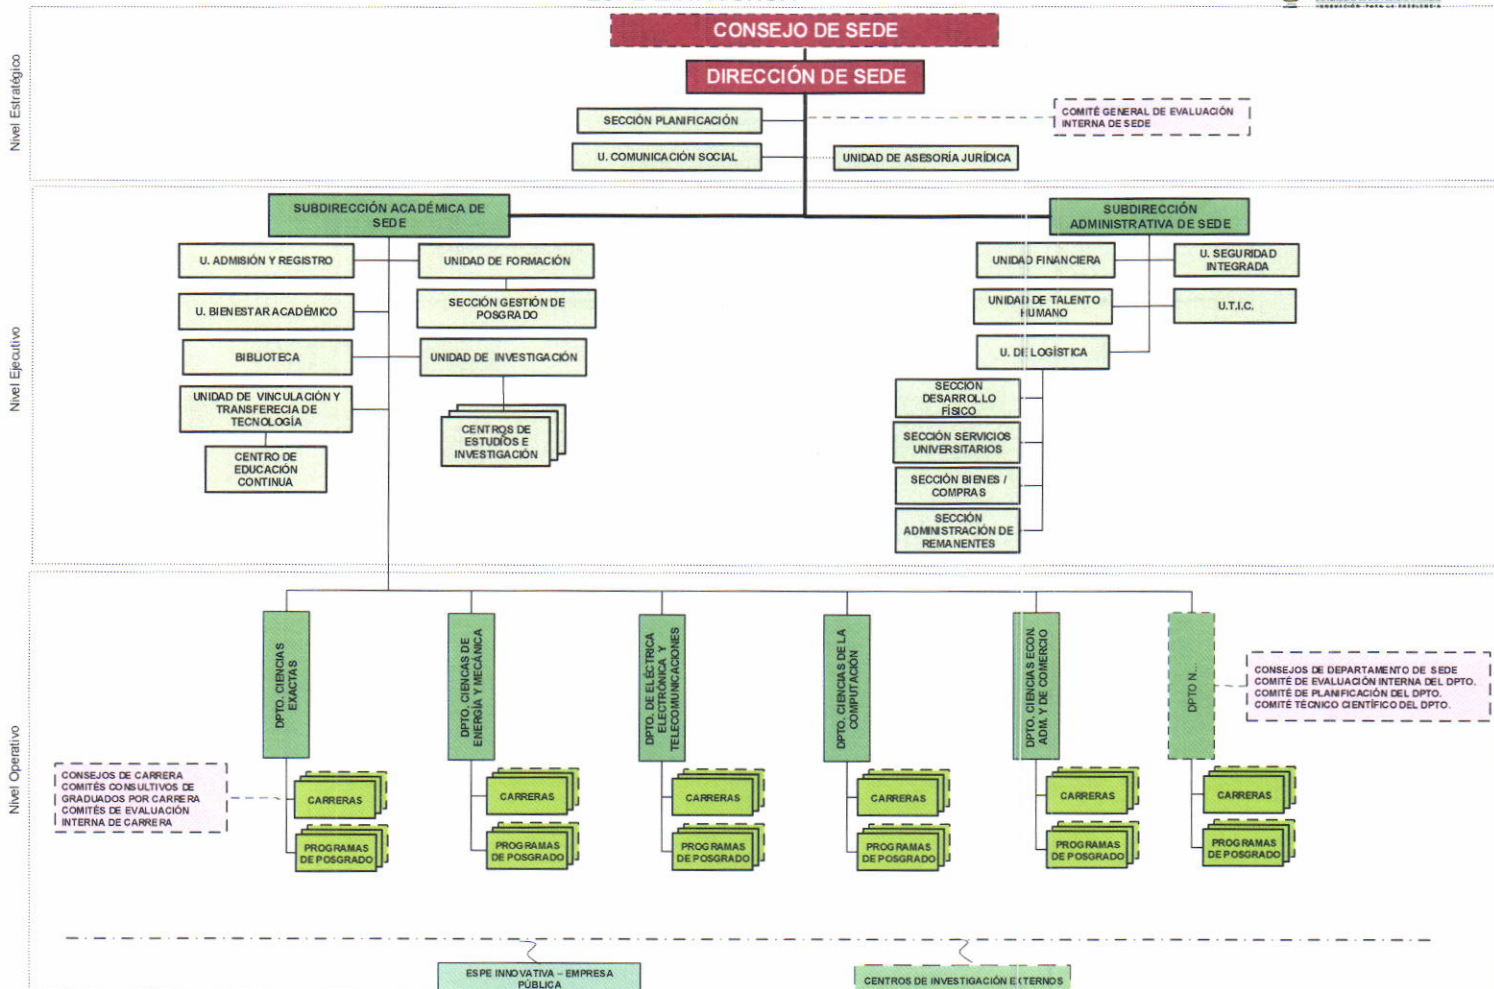 INNOVACIÓN PARA LA EXCELENCIA
Nivel Estratégico
CONSEJO DE SEDE
DIRECCIÓN DE SEDE
SECCIÓN PLANIFICACIÓN
COMITÉ GENERAL DE EVALUACIÓN
INTERNA DE SEDE
U. COMUNICACIÓN SOCIAL
UNIDAD DE ASESORÍA JURÍDICA
Nivel Ejecutivo
SUBDIRECCIÓN ACADÉMICA DE
SEDE
SUBDIRECCIÓN
ADMINISTRATIVA DE SEDE
U. ADMISIÓN Y REGISTRO
UNIDAD DE FORMACIÓN
U. BIENESTAR ACADÉMICO
SECCIÓN GESTIÓN DE
POSGRADO
BIBLIOTECA
UNIDAD DE INVESTIGACIÓN
UNIDAD DE VINCULACIÓN Y
TRANSFERECIA DE
TECNOLOGÍA
CENTROS DE
ESTUDIOS E
INVESTIGACIÓN
CENTRO DE
EDUCACIÓN
CONTINUA
UNIDAD FINANCIERA
U. SEGURIDAD
INTEGRADA
UNIDAD DE TALENTO
HUMANO
U.T.I.C.
U. DE LOGÍSTICA
SECCIÓN
DESARROLLO
FÍSICO
SECCIÓN SERVICIOS
UNIVERSITARIOS
SECCIÓN BIENES /
COMPRAS
SECCIÓN
ADMINISTRACIÓN DE
REMANENTES
Nivel Operativo
DPTO. CIENCIAS
EXACTAS
DPTO. CIENCAS DE
ENERGÍA Y MECÁNICA
DPTO. DE ELÉCTRICA
ELECTRÓNICA Y
TELECOMUNICACIONES
DPTO. CIENCIAS DE LA
COMPUTACIÓN
DPTO. CIENCIAS ECON.
ADM. Y DE COMERCIO
DPTO N...
CONSEJOS DE DEPARTAMENTO DE SEDE
COMITÉ DE EVALUACIÓN INTERNA DEL DPTO.
COMITÉ DE PLANIFICACIÓN DEL DPTO.
COMITÉ TÉCNICO CIENTÍFICO DEL DPTO.
CONSEJOS DE CARRERA
COMITÉS CONSULTIVOS DE
GRADUADOS POR CARRERA
COMITÉS DE EVALUACIÓN
INTERNA DE CARRERA
CARRERAS
CARRERAS
CARRERAS
CARRERAS
CARRERAS
CARRERAS
PROGRAMAS
DE POSGRADO
PROGRAMAS
DE POSGRADO
PROGRAMAS
DE POSGRADO
PROGRAMAS
DE POSGRADO
PROGRAMAS
DE POSGRADO
PROGRAMAS
DE POSGRADO
ESPE INNOVATIVA – EMPRESA
PÚBLICA
CENTROS DE INVESTIGACIÓN EXTERNOS